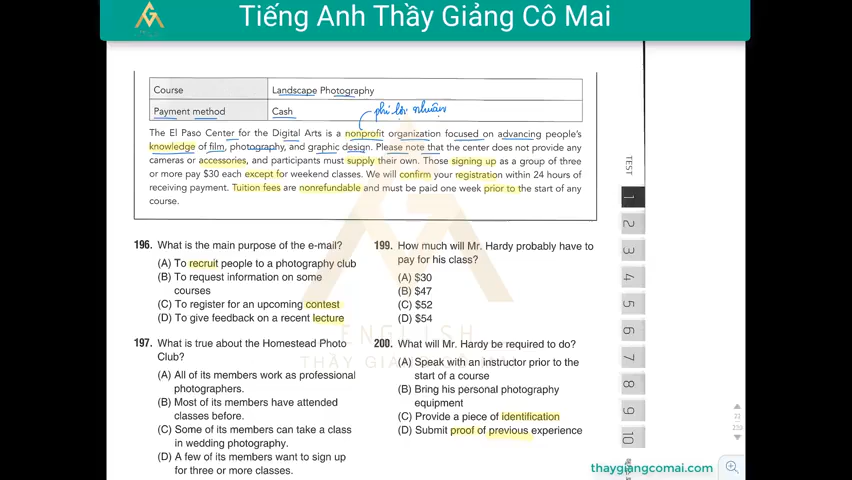 Tiếng Anh Thầy Giảng Cô Mai
Course Landscape Photography
Payment method Cash
phi lợi nhuận
The El Paso Center for the Digital Arts is a nonprofit organization focused on advancing people's
knowledge of film, photography, and graphic design. Please note that the center does not provide any
cameras or accessories, and participants must supply their own. Those signing up as a group of three
or more pay $30 each except for weekend classes. We will confirm your registration within 24 hours of
receiving payment. Tuition fees are nonrefundable and must be paid one week prior to the start of any
course.
196. What is the main purpose of the e-mail?
(A) To recruit people to a photography club
(B) To request information on some
courses
(C) To register for an upcoming contest
(D) To give feedback on a recent lecture
197. What is true about the Homestead Photo
Club?
(A) All of its members work as professional
photographers.
(B) Most of its members have attended
classes before.
(C) Some of its members can take a class
in wedding photography.
(D) A few of its members want to sign up
for three or more classes.
199. How much will Mr. Hardy probably have to
pay for his class?
(A) $30
(B) $47
(C) $52
(D) $54
200. What will Mr. Hardy be required to do?
(A) Speak with an instructor prior to the
start of a course
(B) Bring his personal photography
equipment
(C) Provide a piece of identification
(D) Submit proof of previous experience
TEST
1
2
3
4
5
6
7
8
9
10
ENGLISH
THẦY GIẢNG CÔ MAI
thaygiangcomai.com